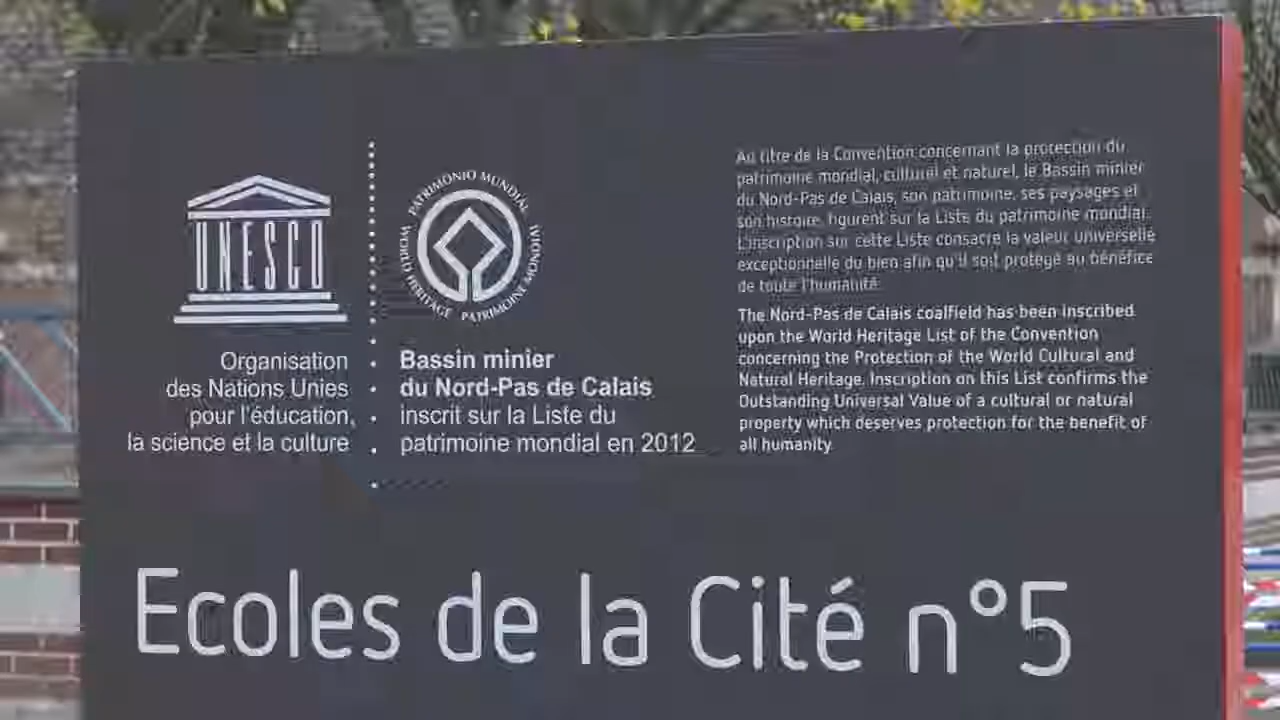 UNESCO
PATRIMONIO MUNDIAL
WORLD HERITAGE
PATRIMOINE MONDIAL
Organisation
des Nations Unies
pour l'éducation,
la science et la culture
Bassin minier
du Nord-Pas de Calais
inscrit sur la Liste du
patrimoine mondial en 2012
Au titre de la Convention concernant la protection du
patrimoine mondial, culturel et naturel, le Bassin minier
du Nord-Pas de Calais, son patrimoine, ses paysages et
son histoire, figurent sur la Liste du patrimoine mondial.
L'inscription sur cette Liste consacre la valeur universelle
exceptionnelle du bien afin qu'il soit protégé au bénéfice
de toute l'humanité.
The Nord-Pas de Calais coalfield has been inscribed
upon the World Heritage List of the Convention
concerning the Protection of the World Cultural and
Natural Heritage. Inscription on this List confirms the
Outstanding Universal Value of a cultural or natural
property which deserves protection for the benefit of
all humanity.
Ecoles de la Cité n°5